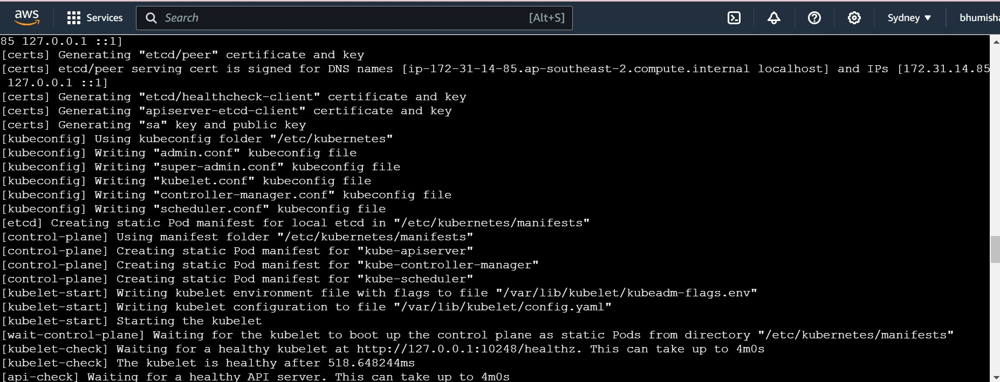 aws Services Search [Alt+S] Sydney bhumish
85 127.0.0.1 ::1]
[certs] Generating "etcd/peer" certificate and key
[certs] etcd/peer serving cert is signed for DNS names [ip-172-31-14-85.ap-southeast-2.compute.internal localhost] and IPs [172.31.14.85
127.0.0.1 ::1]
[certs] Generating "etcd/healthcheck-client" certificate and key
[certs] Generating "apiserver-etcd-client" certificate and key
[certs] Generating "sa" key and public key
[kubeconfig] Using kubeconfig folder "/etc/kubernetes"
[kubeconfig] Writing "admin.conf" kubeconfig file
[kubeconfig] Writing "super-admin.conf" kubeconfig file
[kubeconfig] Writing "kubelet.conf" kubeconfig file
[kubeconfig] Writing "controller-manager.conf" kubeconfig file
[kubeconfig] Writing "scheduler.conf" kubeconfig file
[etcd] Creating static Pod manifest for local etcd in "/etc/kubernetes/manifests"
[control-plane] Using manifest folder "/etc/kubernetes/manifests"
[control-plane] Creating static Pod manifest for "kube-apiserver"
[control-plane] Creating static Pod manifest for "kube-controller-manager"
[control-plane] Creating static Pod manifest for "kube-scheduler"
[kubelet-start] Writing kubelet environment file with flags to file "/var/lib/kubelet/kubeadm-flags.env"
[kubelet-start] Writing kubelet configuration to file "/var/lib/kubelet/config.yaml"
[kubelet-start] Starting the kubelet
[wait-control-plane] Waiting for the kubelet to boot up the control plane as static Pods from directory "/etc/kubernetes/manifests"
[kubelet-check] Waiting for a healthy kubelet at http://127.0.0.1:10248/healthz. This can take up to 4m0s
[kubelet-check] The kubelet is healthy after 518.648244ms
[api-check] Waiting for a healthy API server. This can take up to 4m0s